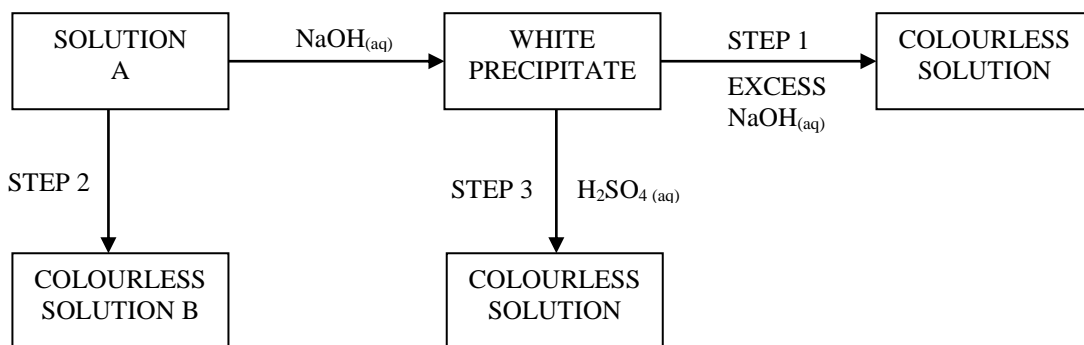 SOLUTION
A
NaOH(aq)
WHITE
PRECIPITATE
STEP 1
EXCESS
NaOH(aq)
COLOURLESS
SOLUTION
STEP 2
STEP 3
H₂SO₄ (aq)
COLOURLESS
SOLUTION B
COLOURLESS
SOLUTION